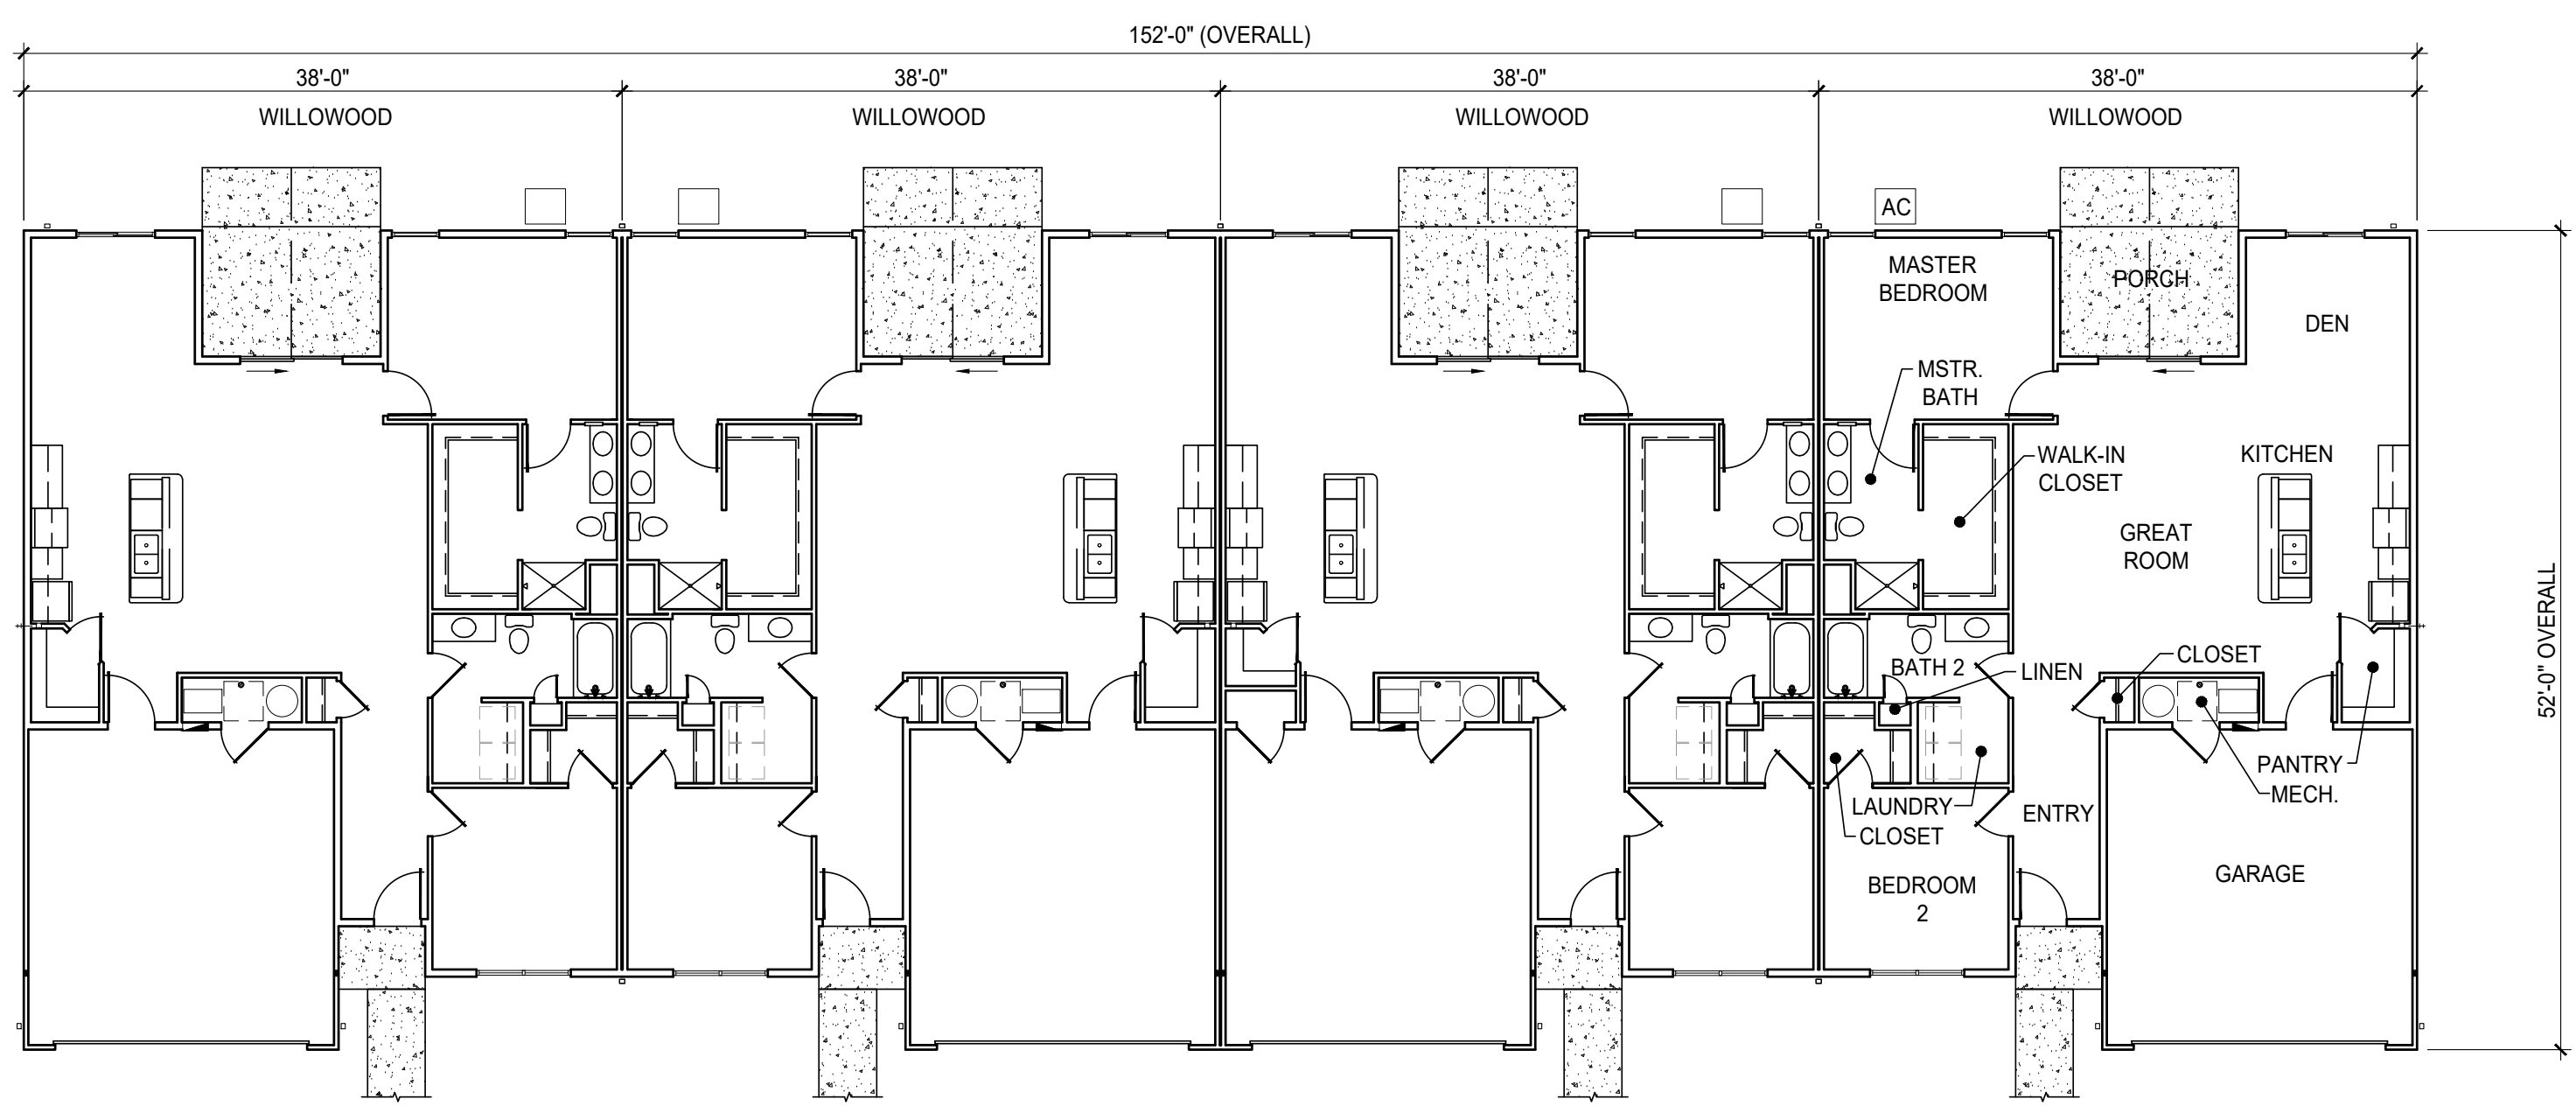 152'-0" (OVERALL)
38'-0" 38'-0" 38'-0" 38'-0"
WILLOWOOD WILLOWOOD WILLOWOOD WILLOWOOD
AC
MASTER
BEDROOM
PORCH
DEN
MSTR.
BATH
WALK-IN
CLOSET
KITCHEN
GREAT
ROOM
52'-0" OVERALL
BATH 2
LINEN
CLOSET
PANTRY
MECH.
LAUNDRY
CLOSET
ENTRY
BEDROOM
2
GARAGE